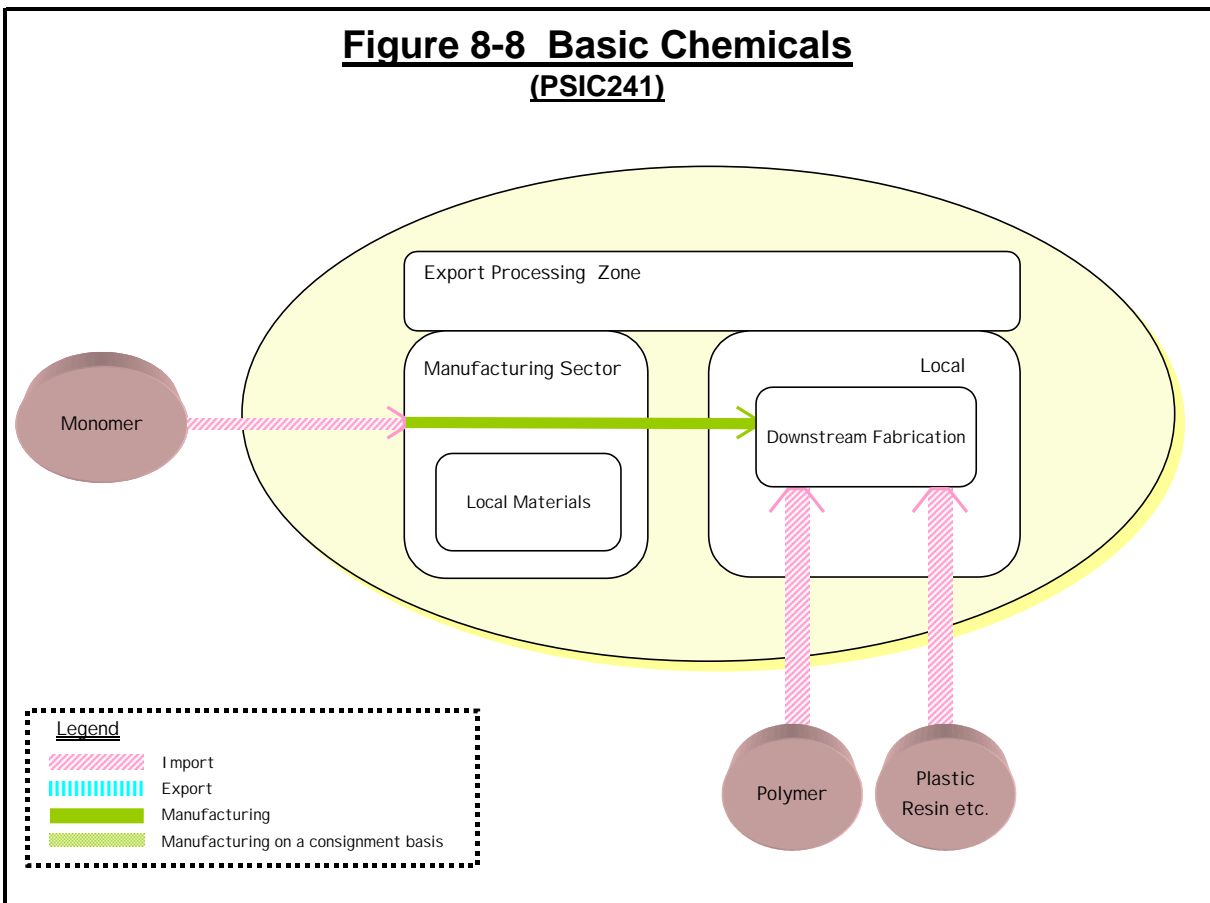 Figure 8-8 Basic Chemicals
(PSIC241)
Export Processing Zone
Manufacturing Sector
Local
Monomer
Downstream Fabrication
Local Materials
Legend
Import
Export
Manufacturing
Manufacturing on a consignment basis
Polymer
Plastic
Resin etc.